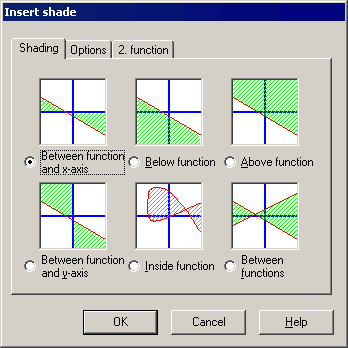 Insert shade
Shading Options 2. function
Between function
and x-axis
Below function
Above function
Between function
and y-axis
Inside function
Between
functions
OK Cancel Help